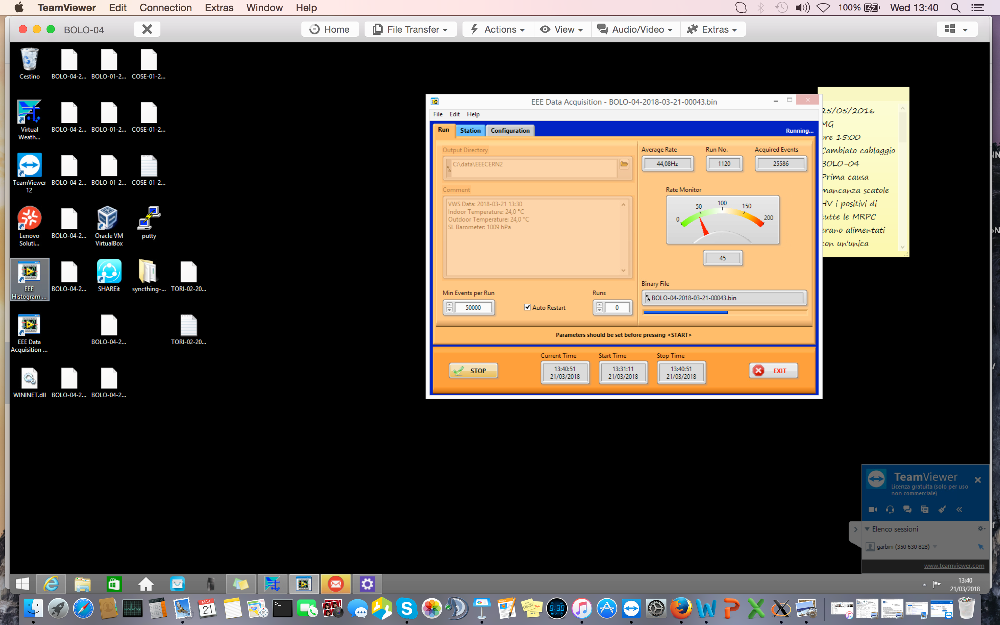 TeamViewer Edit Connection Extras Window Help
100% Wed 13:40
BOLO-04
Home File Transfer Actions View Audio/Video Extras
Cestino
BOLO-04-2...
BOLO-01-2...
COSE-01-2...
Virtual
Weath...
BOLO-04-2...
BOLO-01-2...
COSE-01-2...
TeamViewer
12
BOLO-04-2...
BOLO-01-2...
COSE-01-2...
Lenovo
Soluti...
BOLO-04-2...
Oracle VM
VirtualBox
putty
EEE
Histogram ...
BOLO-04-2...
SHAREit
syncthing-...
TORI-02-20...
EEE Data
Acquisition ...
BOLO-04-2...
TORI-02-20...
WININET.dll
BOLO-04-2...
BOLO-04-2...
EEE Data Acquisition - BOLO-04-2018-03-21-00043.bin
File Edit Help
Run Station Configuration
Running...
Output Directory
C:\data\EEECERN2
Comment
VWS Data: 2018-03-21 13:30
Indoor Temperature: 24,0 °C
Outdoor Temperature: 24,0 °C
SL Barometer: 1009 hPa
Min Events per Run
50000
Auto Restart
Runs
0
Average Rate
44,08Hz
Run No.
1120
Acquired Events
25586
Rate Monitor
0 50 100 150 200
45
Binary File
BOLO-04-2018-03-21-00043.bin
Parameters should be set before pressing <START>
STOP
Current Time
13:40:51
21/03/2018
Start Time
13:31:11
21/03/2018
Stop Time
13:40:51
21/03/2018
EXIT
25/05/2016
MG
ore 15:00
Cambiato cablaggio
BOLO-04
Prima causa
mancanza scatole
HV i positivi di
tutte le MRPC
erano alimentati
con un'unica
TeamViewer
Licenza gratuita (solo per uso
non commerciale)
Elenco sessioni
garbini (350 630 828)
www.teamviewer.com
13:40
21/03/2018
MAR
21
PAGES
8:30